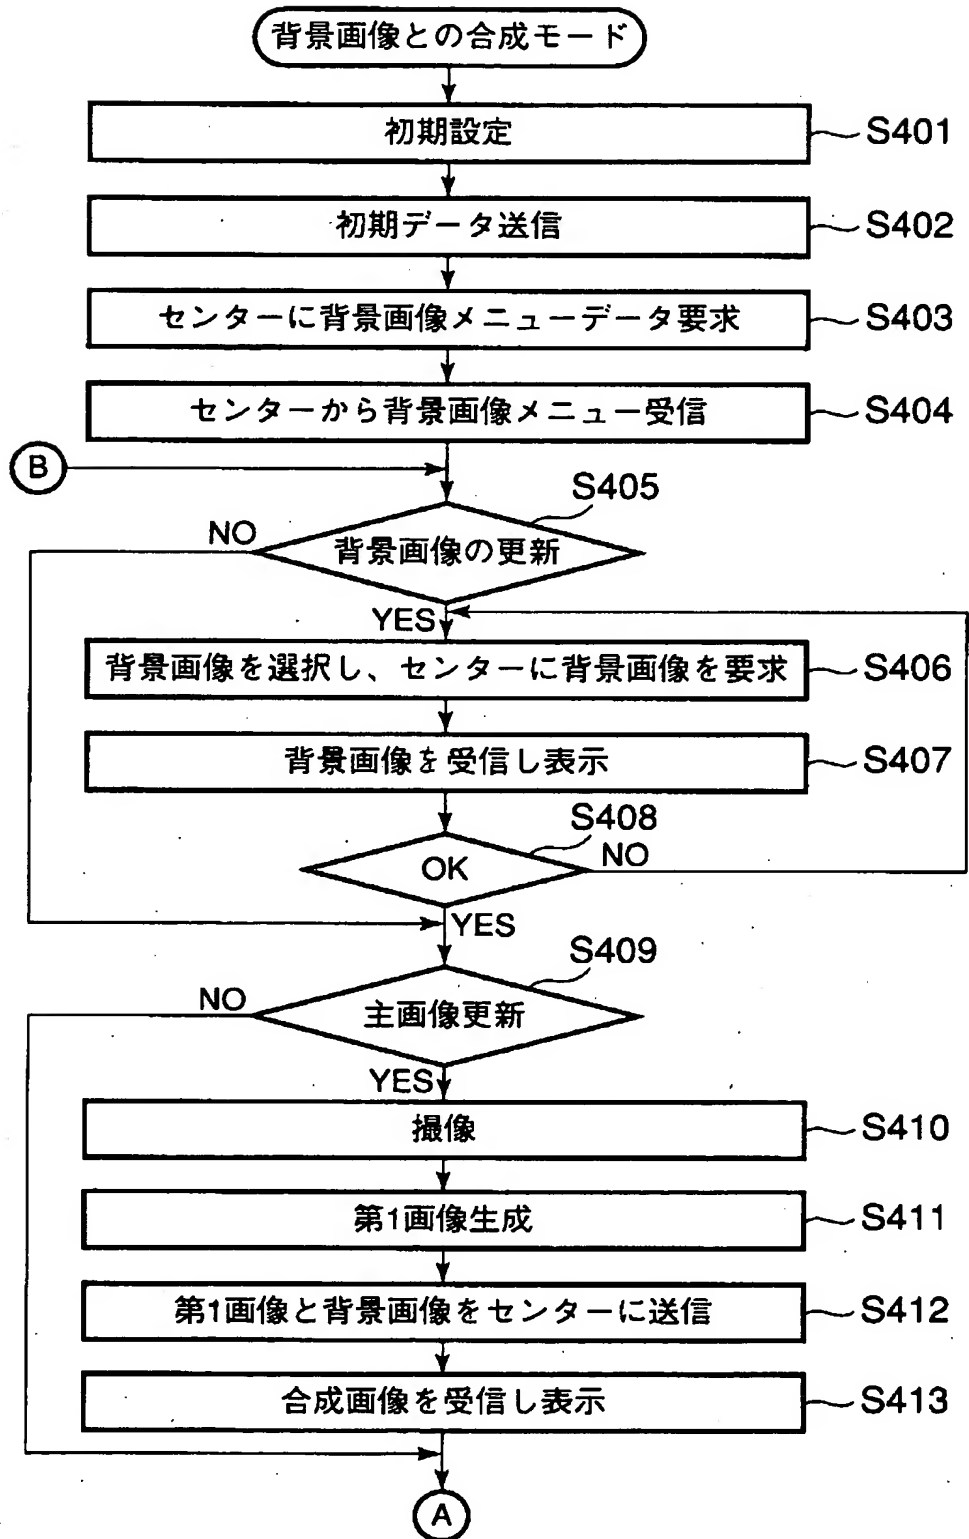 背景画像との合成モード
初期設定
S401
初期データ送信
S402
センターに背景画像メニューデータ要求
S403
センターから背景画像メニュー受信
S404
B
S405
NO
背景画像の更新
YES
背景画像を選択し、センターに背景画像を要求
S406
背景画像を受信し表示
S407
S408
OK
NO
YES
S409
NO
主画像更新
YES
撮像
S410
第1画像生成
S411
第1画像と背景画像をセンターに送信
S412
合成画像を受信し表示
S413
A